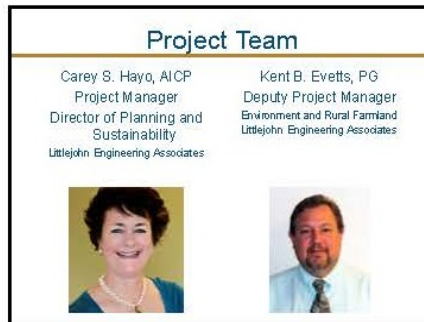 Project Team
Carey S. Hayo, AICP
Project Manager
Director of Planning and
Sustainability
Littlejohn Engineering Associates
Kent B. Evetts, PG
Deputy Project Manager
Environment and Rural Farmland
Littlejohn Engineering Associates